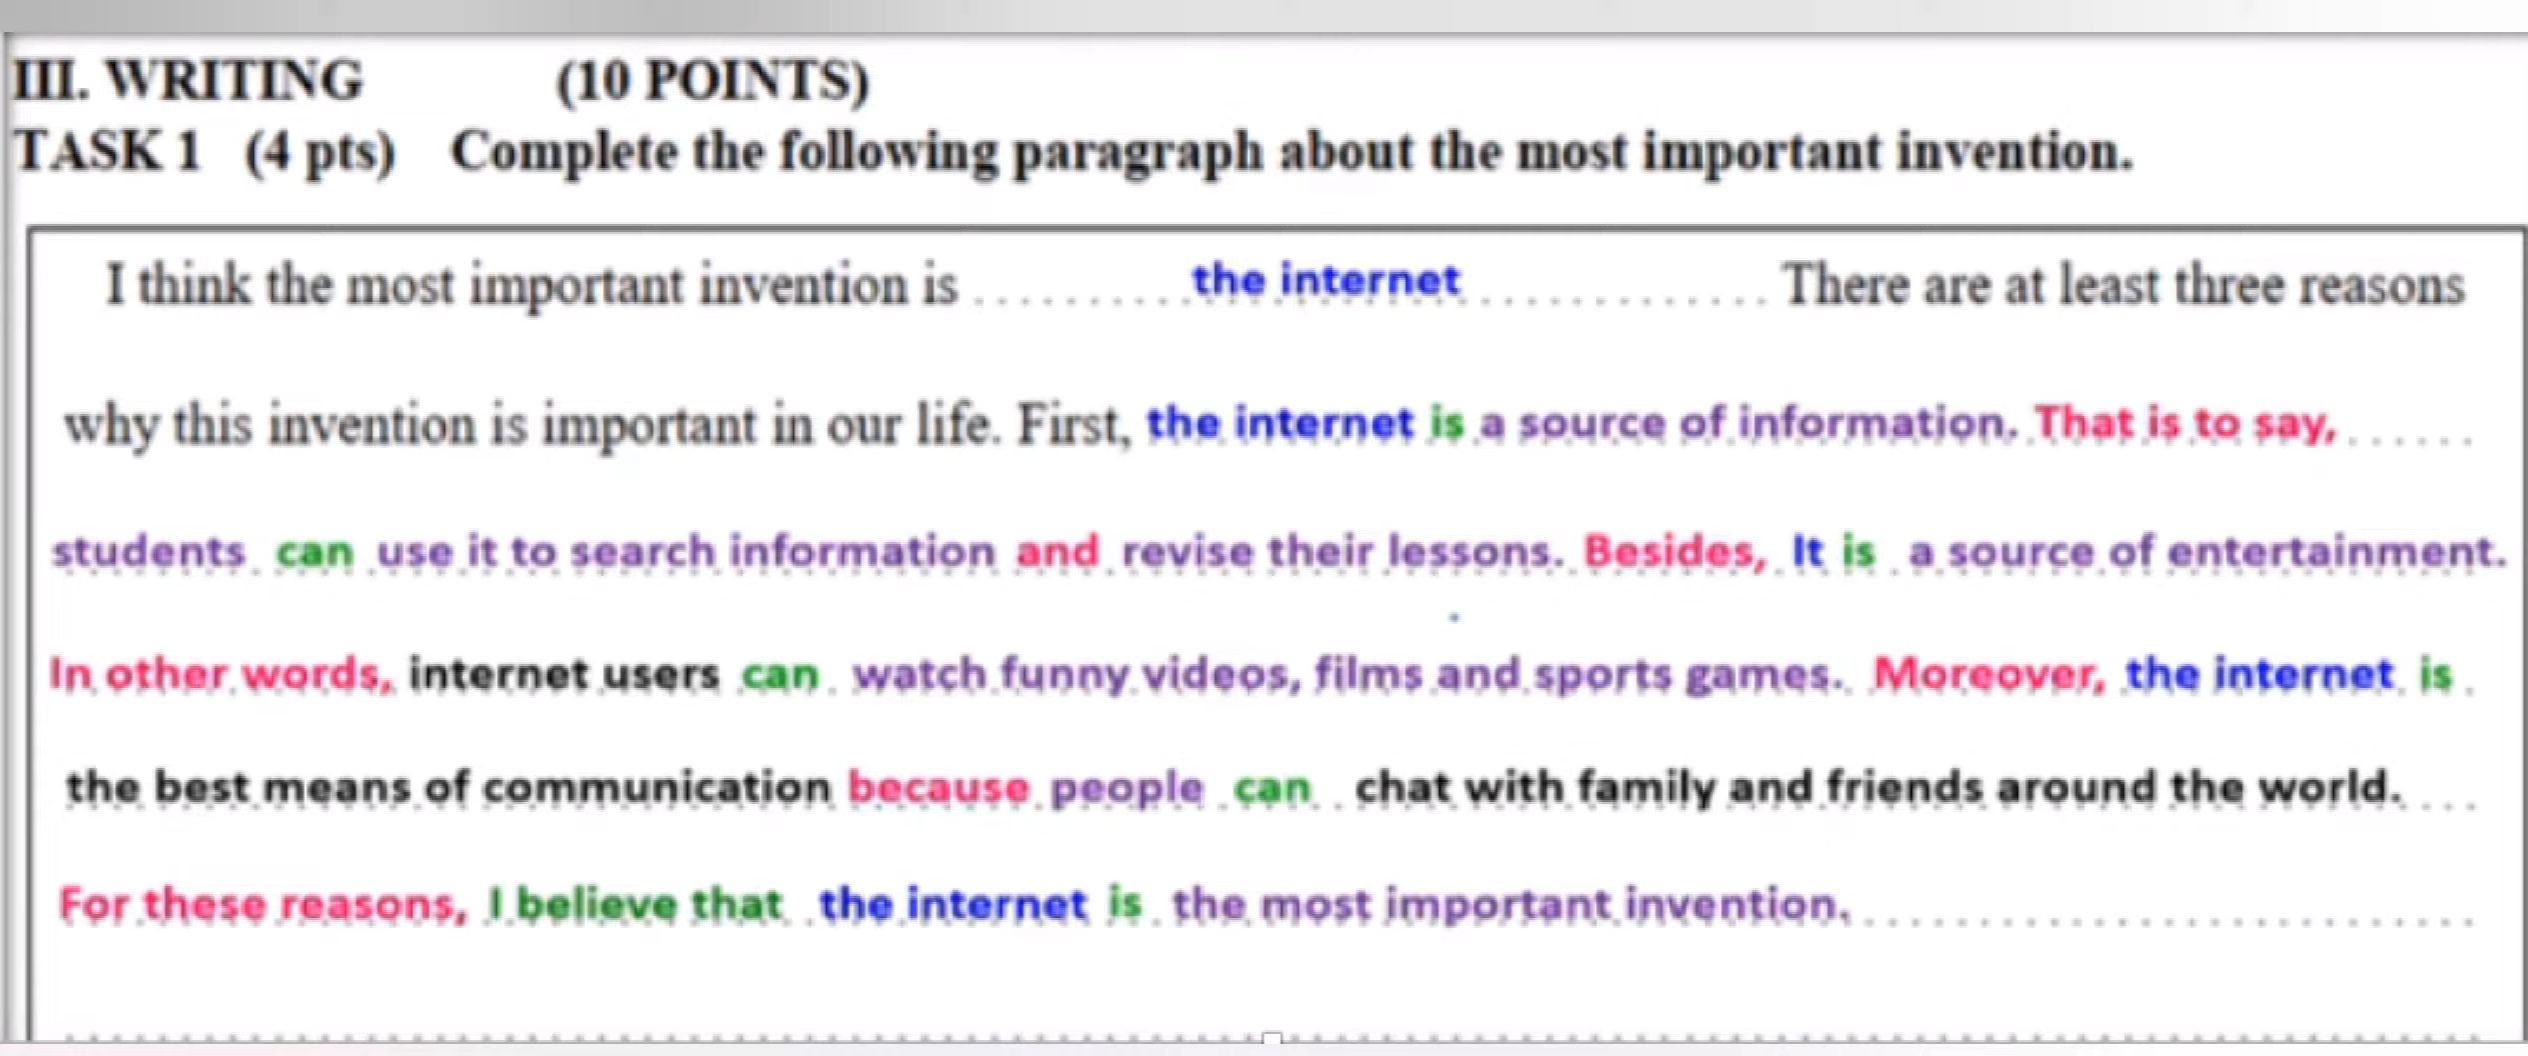 III. WRITING (10 POINTS)
TASK 1 (4 pts) Complete the following paragraph about the most important invention.
I think the most important invention is .......... the internet .............. There are at least three reasons
why this invention is important in our life. First, the internet is a source of information. That is to say, ......
students can use it to search information and revise their lessons. Besides, It is a source of entertainment.
In other words, internet users can watch funny videos, films and sports games. Moreover, the internet is
the best means of communication because people can chat with family and friends around the world. ...
For these reasons, I believe that the internet is the most important invention. ..........................